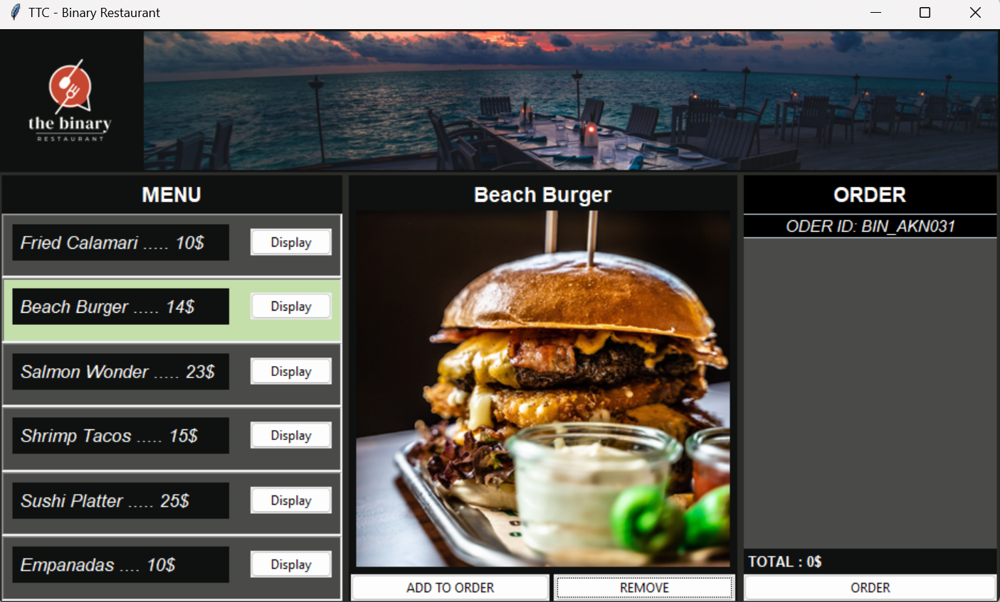 TTC - Binary Restaurant
the binary
RESTAURANT
MENU
Fried Calamari ..... 10$
Display
Beach Burger ..... 14$
Display
Salmon Wonder ..... 23$
Display
Shrimp Tacos ..... 15$
Display
Sushi Platter ..... 25$
Display
Empanadas .... 10$
Display
Beach Burger
ADD TO ORDER
REMOVE
ORDER
ODER ID: BIN_AKN031
TOTAL : 0$
ORDER